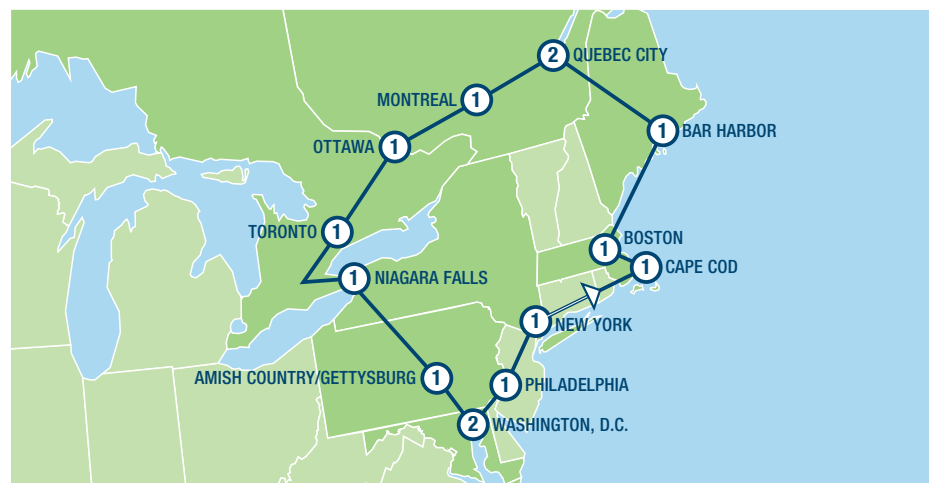 2 QUEBEC CITY
MONTREAL 1
1 BAR HARBOR
OTTAWA 1
TORONTO 1
1 BOSTON
1 CAPE COD
1 NIAGARA FALLS
1 NEW YORK
AMISH COUNTRY/GETTYSBURG 1
1 PHILADELPHIA
2 WASHINGTON, D.C.